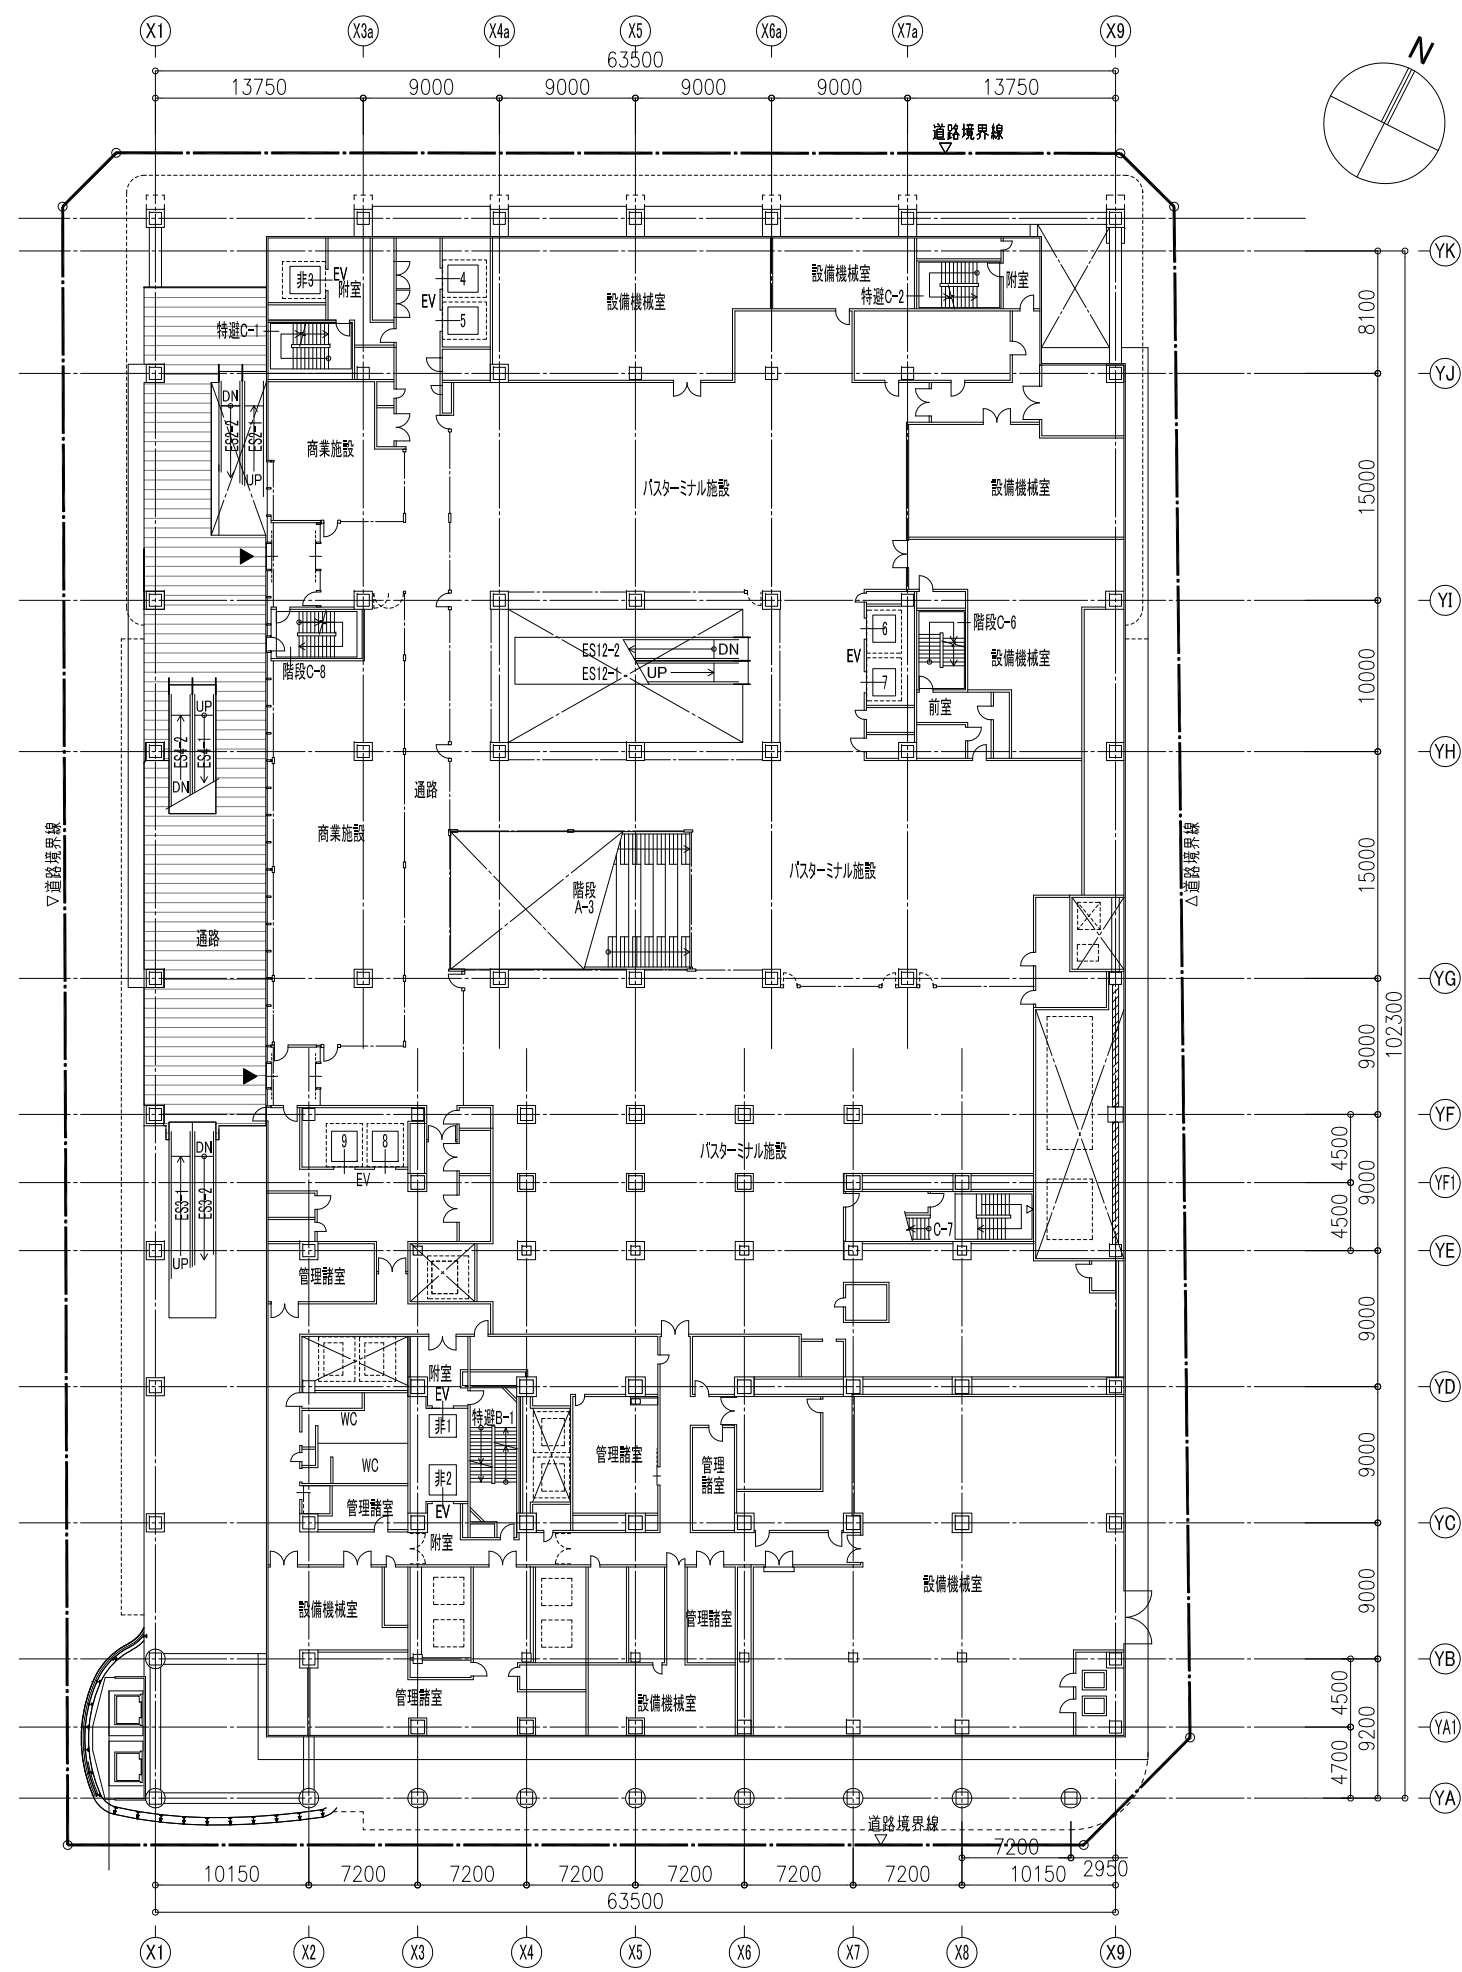 X1 X3a X4a X5 X6a X7a X9
63500
13750 9000 9000 9000 9000 13750
N
道路境界線
YK
非3 EV
附室
4
EV
5
設備機械室
設備機械室
特避C-2
附室
特避C-1
8100
YJ
DN
ES2-2
ES2-1
UP
商業施設
バスターミナル施設
設備機械室
15000
YI
階段C-8
ES12-2
DN
ES12-1
UP
6
EV
7
階段C-6
設備機械室
前室
10000
UP
ES4-2
ES4-1
DN
YH
通路
商業施設
道路境界線
バスターミナル施設
道路境界線
階段
A-3
通路
15000
YG
102300
9000
YF
9 8
EV
バスターミナル施設
DN
ES3-1
ES3-2
UP
4500
9000
YF1
4500
C-7
YE
管理諸室
9000
附室
EV
YD
WC
非1
特避B-1
管理諸室
管理
諸室
WC
非2
管理諸室
EV
附室
9000
YC
設備機械室
管理諸室
設備機械室
9000
YB
管理諸室
設備機械室
4500
9200
YA1
4700
YA
道路境界線
7200
2950
10150 7200 7200 7200 7200 7200 7200 10150
63500
X1 X2 X3 X4 X5 X6 X7 X8 X9